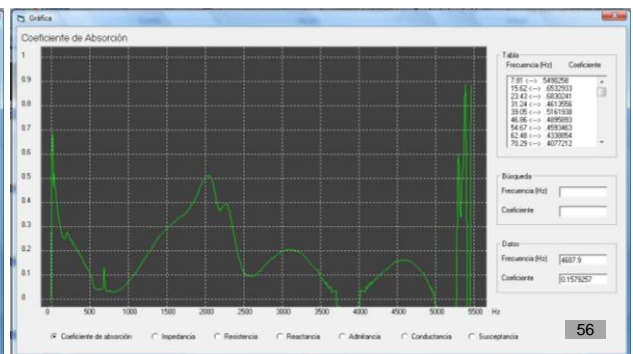 Gráfica
Coeficiente de Absorción
1
0.9
0.8
0.7
0.6
0.5
0.4
0.3
0.2
0.1
0
0 500 1000 1500 2000 2500 3000 3500 4000 4500 5000 5500 Hz
Coeficiente de absorción Impedancia Resistencia Reactancia Admitancia Conductancia Susceptancia
Tabla
Frecuencia (Hz) Coeficiente
7.81 <--> .5490258
15.62 <--> .6532933
23.43 <--> .6830241
31.24 <--> .4613556
39.05 <--> .5161938
46.86 <--> .4895893
54.67 <--> .4593463
62.48 <--> .4338854
70.29 <--> .4077212
Búsqueda
Frecuencia (Hz)
Coeficiente
Datos
Frecuencia (Hz) 4607.9
Coeficiente 0.1579257
56